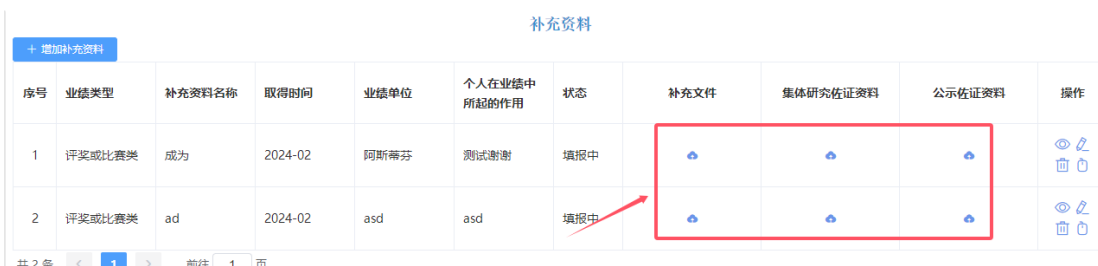 补充资料
+ 增加补充资料
序号 业绩类型 补充资料名称 取得时间 业绩单位 个人在业绩中所起的作用 状态 补充文件 集体研究佐证资料 公示佐证资料 操作
1 评奖或比赛类 成为 2024-02 阿斯蒂芬 测试谢谢 填报中
2 评奖或比赛类 ad 2024-02 asd asd 填报中
共 2 条 < 1 > 前往 1 页